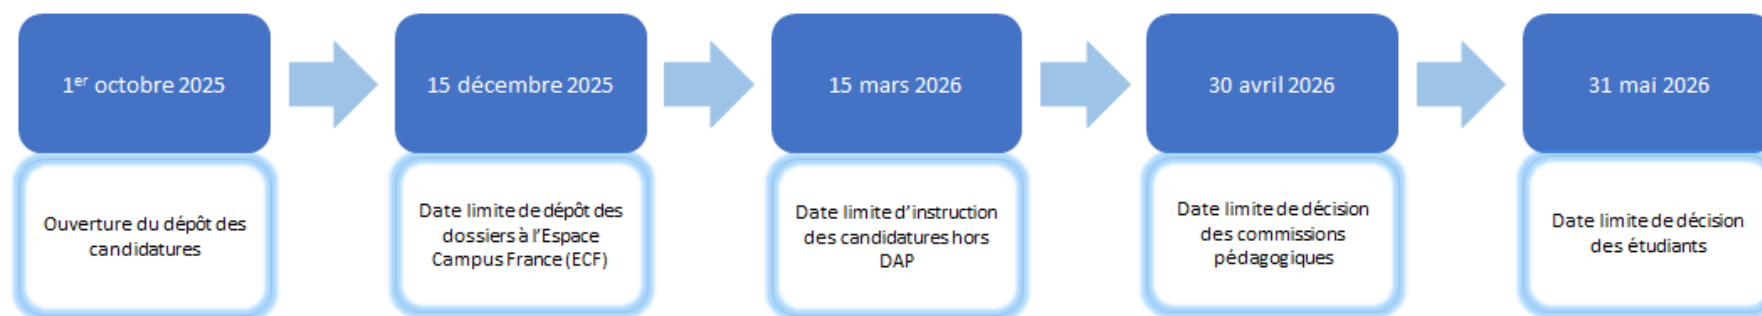 1er octobre 2025
15 décembre 2025
15 mars 2026
30 avril 2026
31 mai 2026
Ouverture du dépôt des
candidatures
Date limite de dépôt des
dossiers à l'Espace
Campus France (ECF)
Date limite d'instruction
des candidatures hors
DAP
Date limite de décision
des commissions
pédagogiques
Date limite de décision
des étudiants